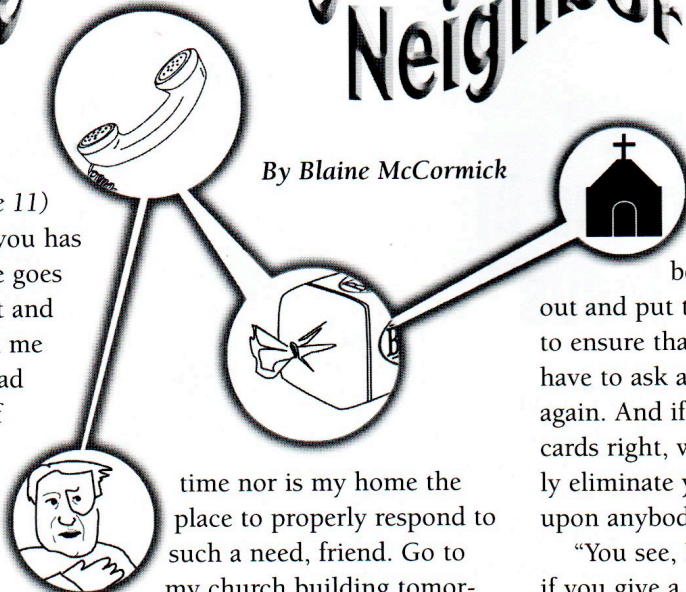 Neighbor
By Blaine McCormick
e 11)
you has
e goes
t and
me
ad
f
time nor is my home the
place to properly respond to
such a need, friend. Go to
my church building tomor-
be
out and put t
to ensure tha
have to ask a
again. And if
cards right, w
ly eliminate y
upon anybod
"You see,
if you give a
B